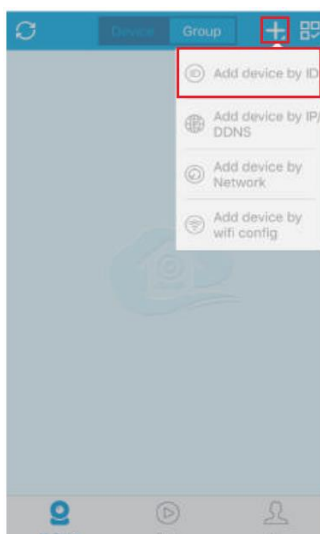 Device
Group
ID
Add device by ID
Add device by IP/
DDNS
Add device by
Network
Add device by
wifi config